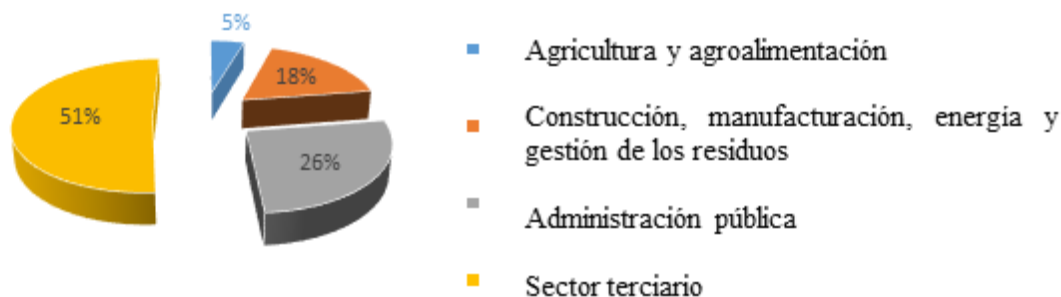 5%
18%
51%
26%
Agricultura y agroalimentación
Construcción, manufacturación, energía y
gestión de los residuos
Administración pública
Sector terciario